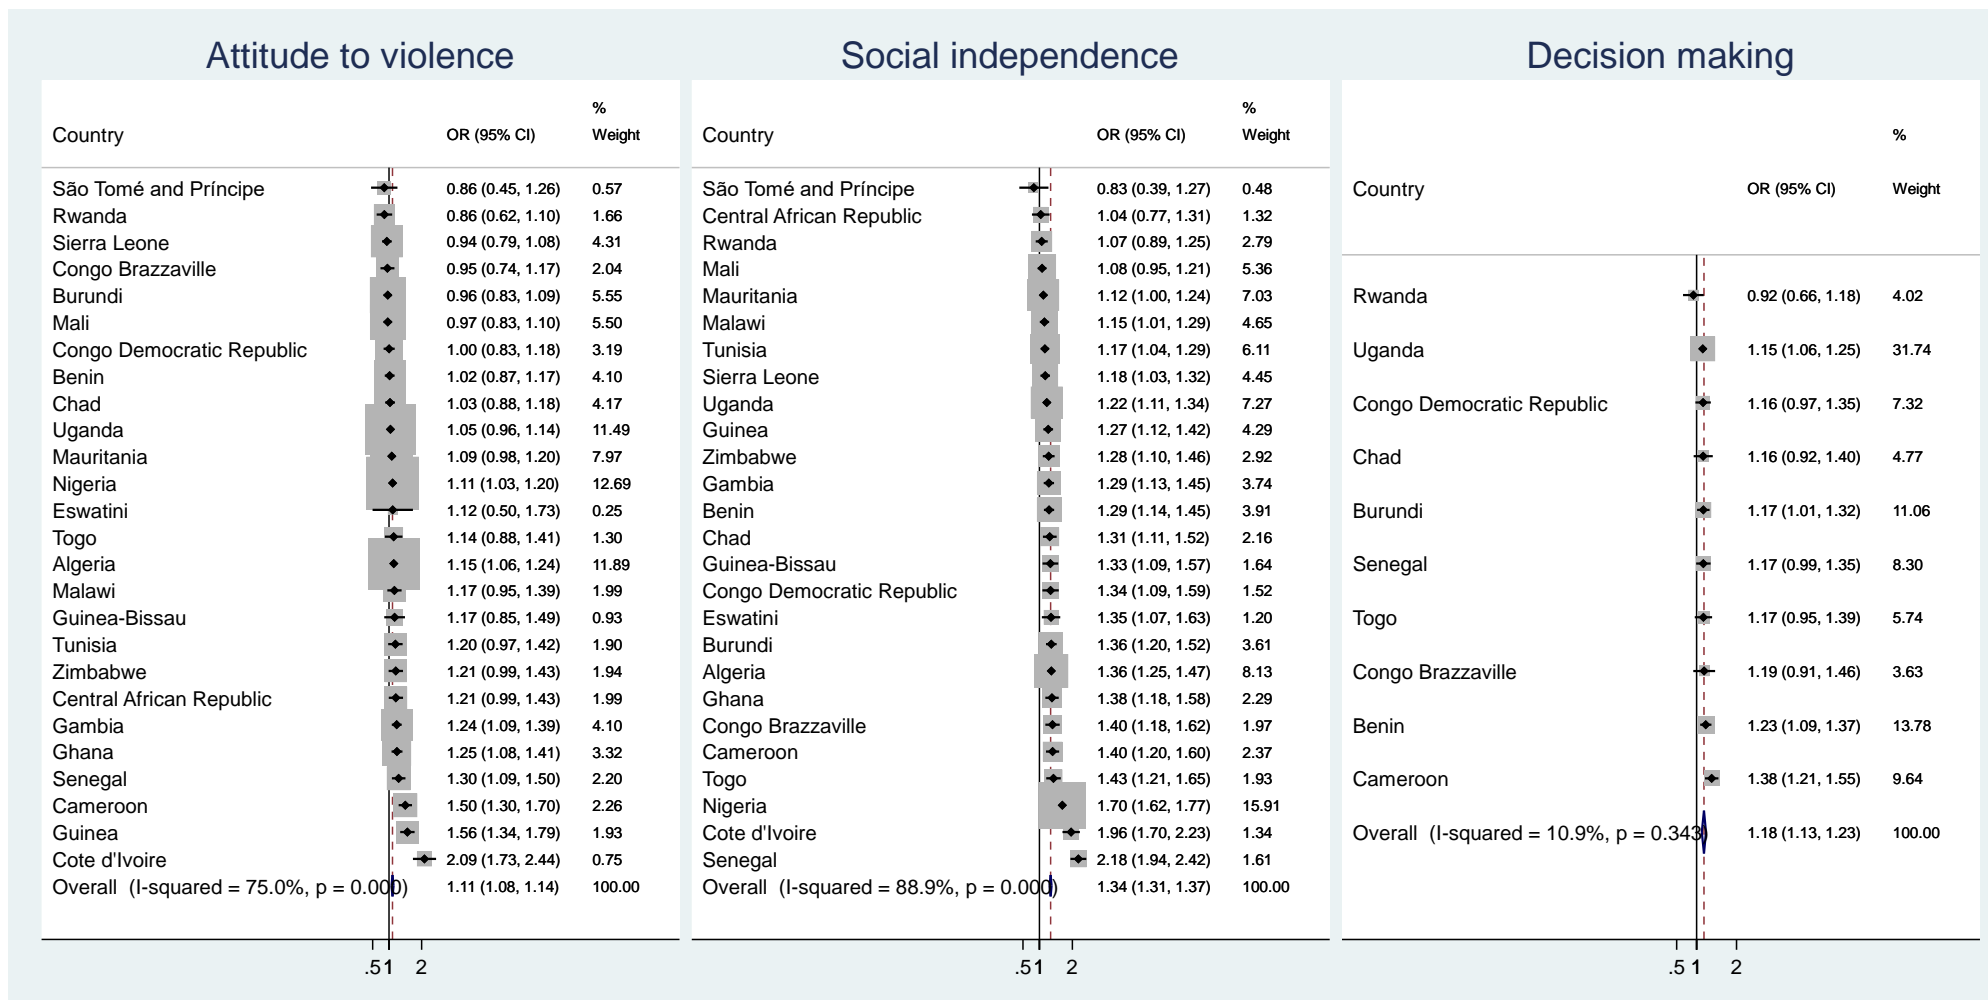 Attitude to violence
%
Country OR (95% CI) Weight
São Tomé and Príncipe 0.86 (0.45, 1.26) 0.57
Rwanda 0.86 (0.62, 1.10) 1.66
Sierra Leone 0.94 (0.79, 1.08) 4.31
Congo Brazzaville 0.95 (0.74, 1.17) 2.04
Burundi 0.96 (0.83, 1.09) 5.55
Mali 0.97 (0.83, 1.10) 5.50
Congo Democratic Republic 1.00 (0.83, 1.18) 3.19
Benin 1.02 (0.87, 1.17) 4.10
Chad 1.03 (0.88, 1.18) 4.17
Uganda 1.05 (0.96, 1.14) 11.49
Mauritania 1.09 (0.98, 1.20) 7.97
Nigeria 1.11 (1.03, 1.20) 12.69
Eswatini 1.12 (0.50, 1.73) 0.25
Togo 1.14 (0.88, 1.41) 1.30
Algeria 1.15 (1.06, 1.24) 11.89
Malawi 1.17 (0.95, 1.39) 1.99
Guinea-Bissau 1.17 (0.85, 1.49) 0.93
Tunisia 1.20 (0.97, 1.42) 1.90
Zimbabwe 1.21 (0.99, 1.43) 1.94
Central African Republic 1.21 (0.99, 1.43) 1.99
Gambia 1.24 (1.09, 1.39) 4.10
Ghana 1.25 (1.08, 1.41) 3.32
Senegal 1.30 (1.09, 1.50) 2.20
Cameroon 1.50 (1.30, 1.70) 2.26
Guinea 1.56 (1.34, 1.79) 1.93
Cote d'Ivoire 2.09 (1.73, 2.44) 0.75
Overall (I-squared = 75.0%, p = 0.000) 1.11 (1.08, 1.14) 100.00
.5 1 2
Social independence
%
Country OR (95% CI) Weight
São Tomé and Príncipe 0.83 (0.39, 1.27) 0.48
Central African Republic 1.04 (0.77, 1.31) 1.32
Rwanda 1.07 (0.89, 1.25) 2.79
Mali 1.08 (0.95, 1.21) 5.36
Mauritania 1.12 (1.00, 1.24) 7.03
Malawi 1.15 (1.01, 1.29) 4.65
Tunisia 1.17 (1.04, 1.29) 6.11
Sierra Leone 1.18 (1.03, 1.32) 4.45
Uganda 1.22 (1.11, 1.34) 7.27
Guinea 1.27 (1.12, 1.42) 4.29
Zimbabwe 1.28 (1.10, 1.46) 2.92
Gambia 1.29 (1.13, 1.45) 3.74
Benin 1.29 (1.14, 1.45) 3.91
Chad 1.31 (1.11, 1.52) 2.16
Guinea-Bissau 1.33 (1.09, 1.57) 1.64
Congo Democratic Republic 1.34 (1.09, 1.59) 1.52
Eswatini 1.35 (1.07, 1.63) 1.20
Burundi 1.36 (1.20, 1.52) 3.61
Algeria 1.36 (1.25, 1.47) 8.13
Ghana 1.38 (1.18, 1.58) 2.29
Congo Brazzaville 1.40 (1.18, 1.62) 1.97
Cameroon 1.40 (1.20, 1.60) 2.37
Togo 1.43 (1.21, 1.65) 1.93
Nigeria 1.70 (1.62, 1.77) 15.91
Cote d'Ivoire 1.96 (1.70, 2.23) 1.34
Senegal 2.18 (1.94, 2.42) 1.61
Overall (I-squared = 88.9%, p = 0.000) 1.34 (1.31, 1.37) 100.00
.5 1 2
Decision making
%
Country OR (95% CI) Weight
Rwanda 0.92 (0.66, 1.18) 4.02
Uganda 1.15 (1.06, 1.25) 31.74
Congo Democratic Republic 1.16 (0.97, 1.35) 7.32
Chad 1.16 (0.92, 1.40) 4.77
Burundi 1.17 (1.01, 1.32) 11.06
Senegal 1.17 (0.99, 1.35) 8.30
Togo 1.17 (0.95, 1.39) 5.74
Congo Brazzaville 1.19 (0.91, 1.46) 3.63
Benin 1.23 (1.09, 1.37) 13.78
Cameroon 1.38 (1.21, 1.55) 9.64
Overall (I-squared = 10.9%, p = 0.343) 1.18 (1.13, 1.23) 100.00
.5 1 2